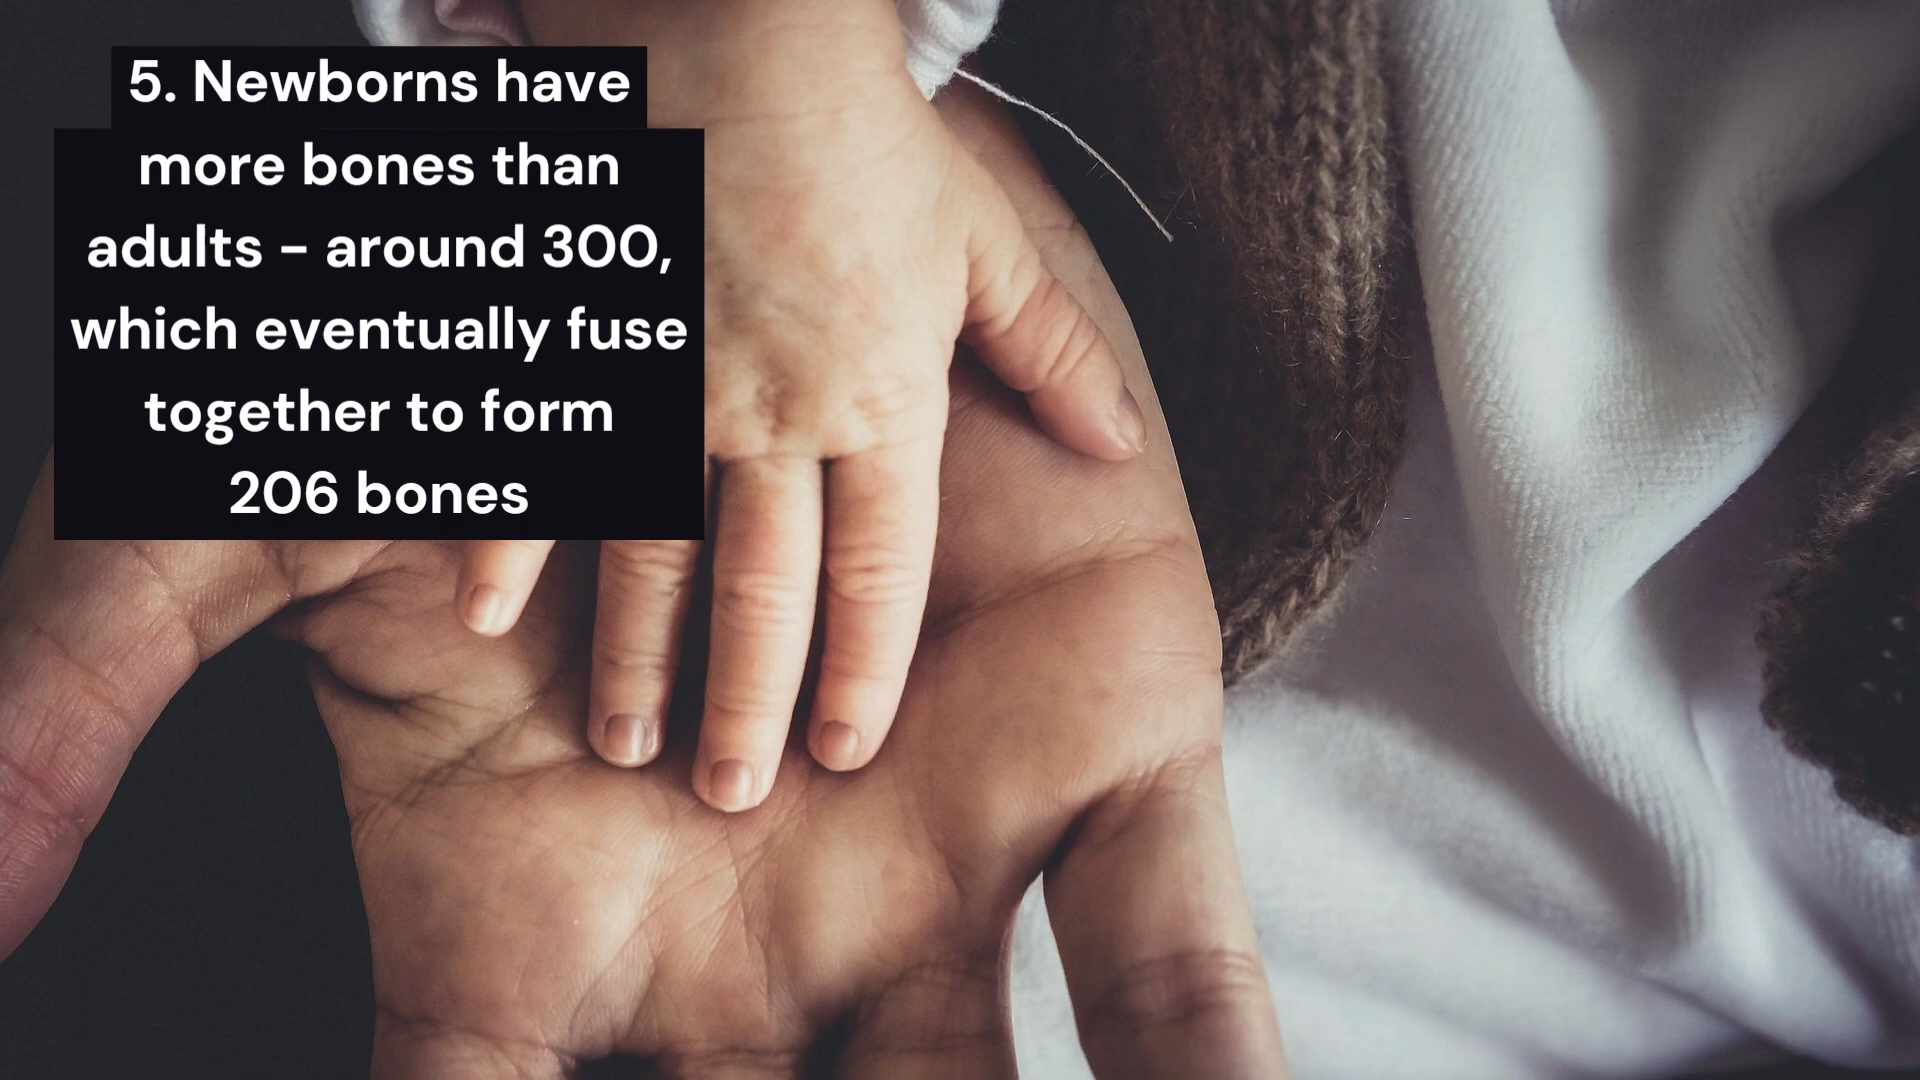 5. Newborns have
more bones than
adults – around 300,
which eventually fuse
together to form
206 bones